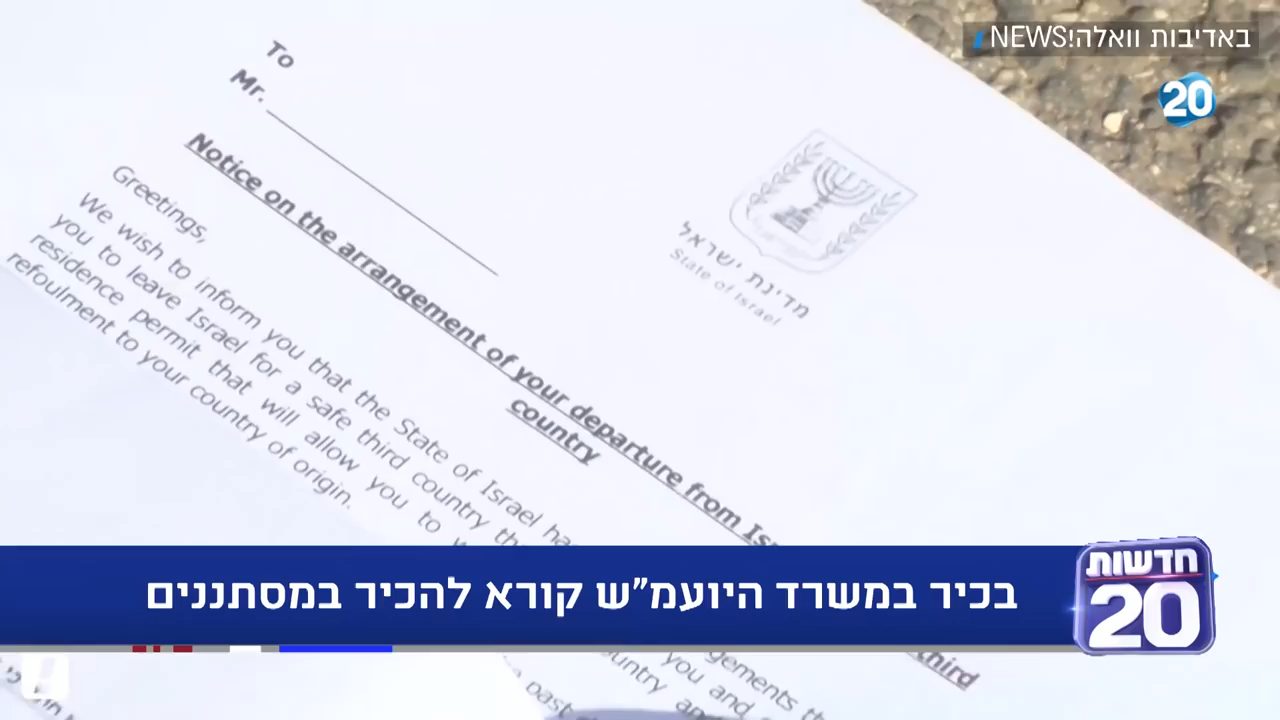 באדיבות וואלה!NEWS
20
To
Mr.
מדינת ישראל
State of Israel
Notice on the arrangement of your departure from
third
country
Greetings,
We wish to inform you that the State of Israel
you to leave Israel for a safe third country
residence permit that will allow you to
refoulment to your country of origin.
חדשות
20
בכיר במשרד היועמ"ש קורא להכיר במסתננים
you and
past